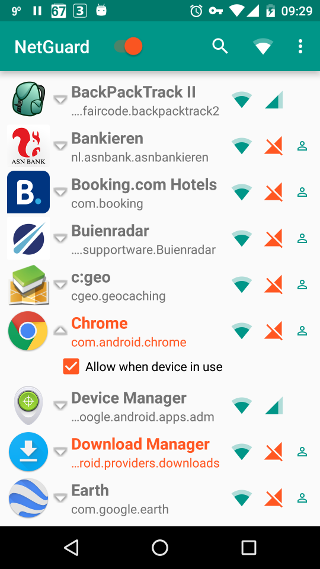 9°
67
3
09:29
NetGuard
BackPackTrack II
....faircode.backpacktrack2
Bankieren
nl.asnbank.asnbankieren
ASN BANK
B.
Booking.com Hotels
com.booking
Buienradar
....supportware.Buienradar
c:geo
cgeo.geocaching
Chrome
com.android.chrome
Allow when device in use
Device Manager
...oogle.android.apps.adm
Download Manager
...roid.providers.downloads
Earth
com.google.earth